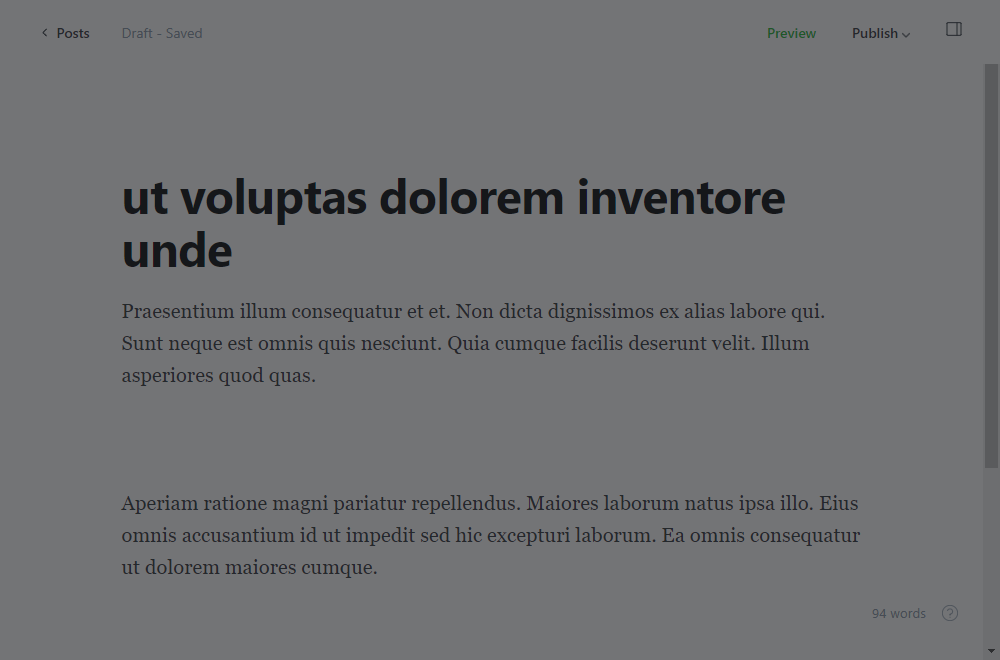 Posts
Draft - Saved
Preview
Publish
ut voluptas dolorem inventore
unde
Praesentium illum consequatur et et. Non dicta dignissimos ex alias labore qui.
Sunt neque est omnis quis nesciunt. Quia cumque facilis deserunt velit. Illum
asperiores quod quas.
Aperiam ratione magni pariatur repellendus. Maiores laborum natus ipsa illo. Eius
omnis accusantium id ut impedit sed hic excepturi laborum. Ea omnis consequatur
ut dolorem maiores cumque.
94 words
?